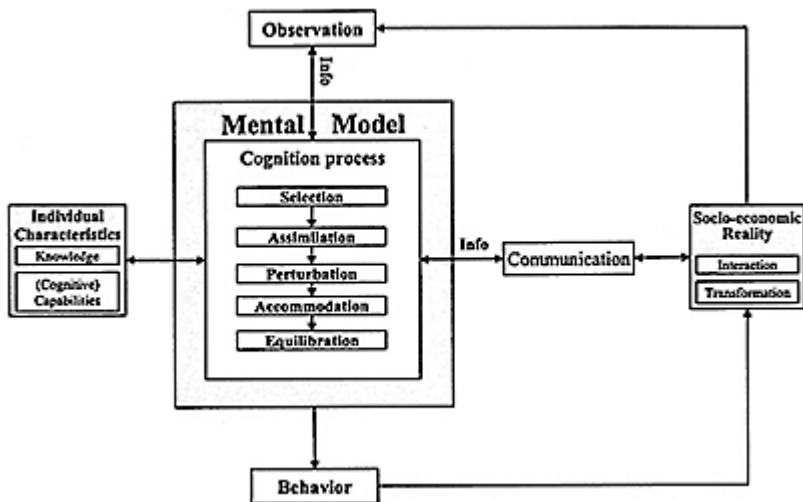 Observation
Info
Mental Model
Cognition process
Selection
Assimilation
Perturbation
Accommodation
Equilibration
Individual
Characteristics
Knowledge
(Cognitive)
Capabilities
Info
Communication
Socio-economic
Reality
Interaction
Transformation
Behavior